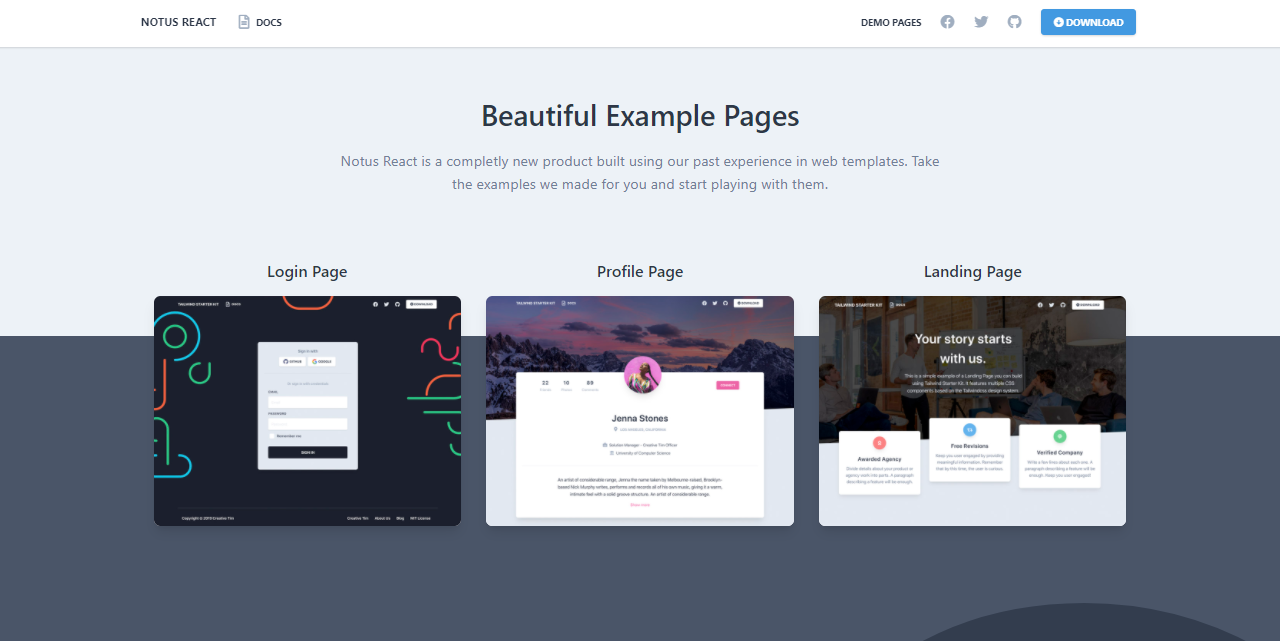 NOTUS REACT DOCS DEMO PAGES DOWNLOAD
Beautiful Example Pages
Notus React is a completly new product built using our past experience in web templates. Take
the examples we made for you and start playing with them.
Login Page
Profile Page
Landing Page
TAILWIND STARTER KIT DOCS DOWNLOAD
Sign in with
GITHUB GOOGLE
EMAIL
PASSWORD
Remember me
SIGN IN
Copyright © 2019 Creative Tim Creative Tim About Us Blog MIT License
TAILWIND STARTER KIT DOCS DOWNLOAD
22 10 89
CONNECT
Jenna Stones
LOS ANGELES, CALIFORNIA
Solution Manager - Creative Tim Officer
University of Computer Science
An artist of considerable range, Jenna the name taken by Melbourne-raised, Brooklyn-
based Nick Murphy writes, performs and records all of his own music, giving it a warm,
intimate feel with a solid groove structure. An artist of considerable range.
Show more
TAILWIND STARTER KIT DOCS DOWNLOAD
Your story starts
with us.
This is a simple example of a Landing Page you can build
using Tailwind Starter Kit. It features multiple CSS
components based on the Tailwindcss design system.
Awarded Agency
Divide details about your product or
agency work into parts. A paragraph
describing a feature will be enough.
Free Revisions
Keep you user engaged by providing
meaningful information. Remember
that by this time, the user is curious.
Verified Company
Write a few lines about each one. A
paragraph describing a feature will be
enough. Keep you user engaged!